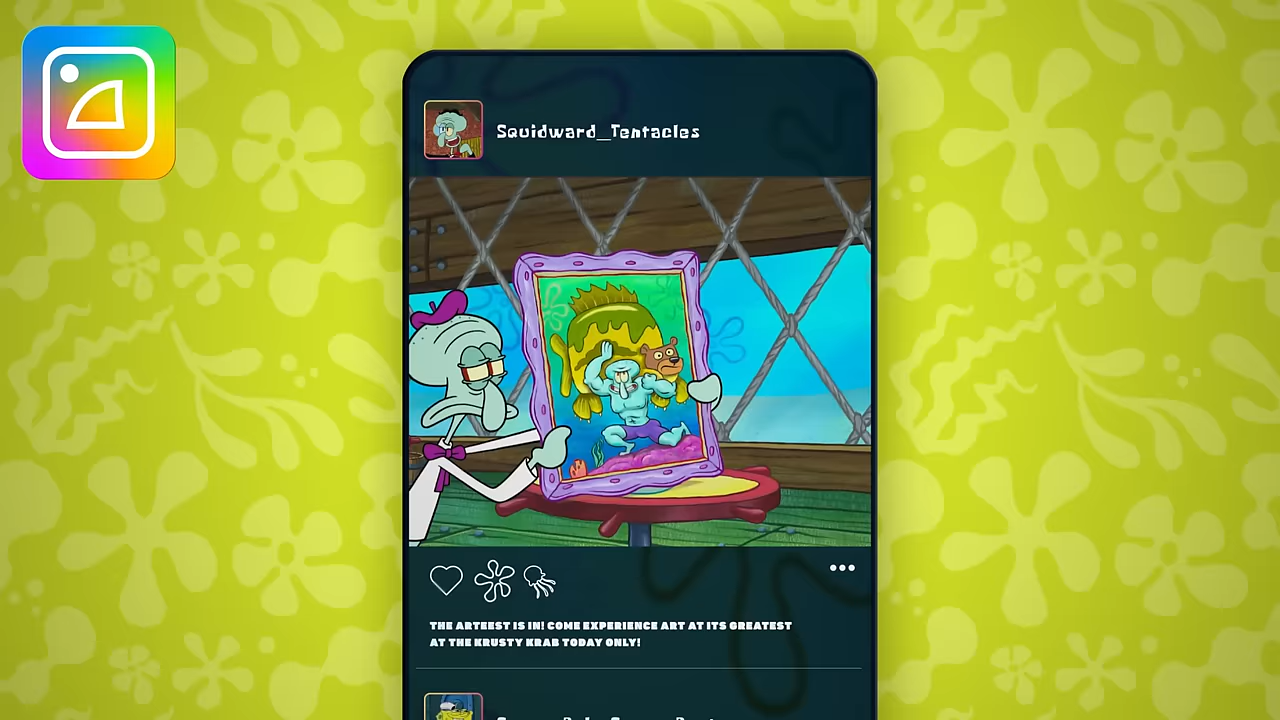 Squidward_Tentacles
THE ARTEEST IS IN! COME EXPERIENCE ART AT ITS GREATEST
AT THE KRUSTY KRAB TODAY ONLY!